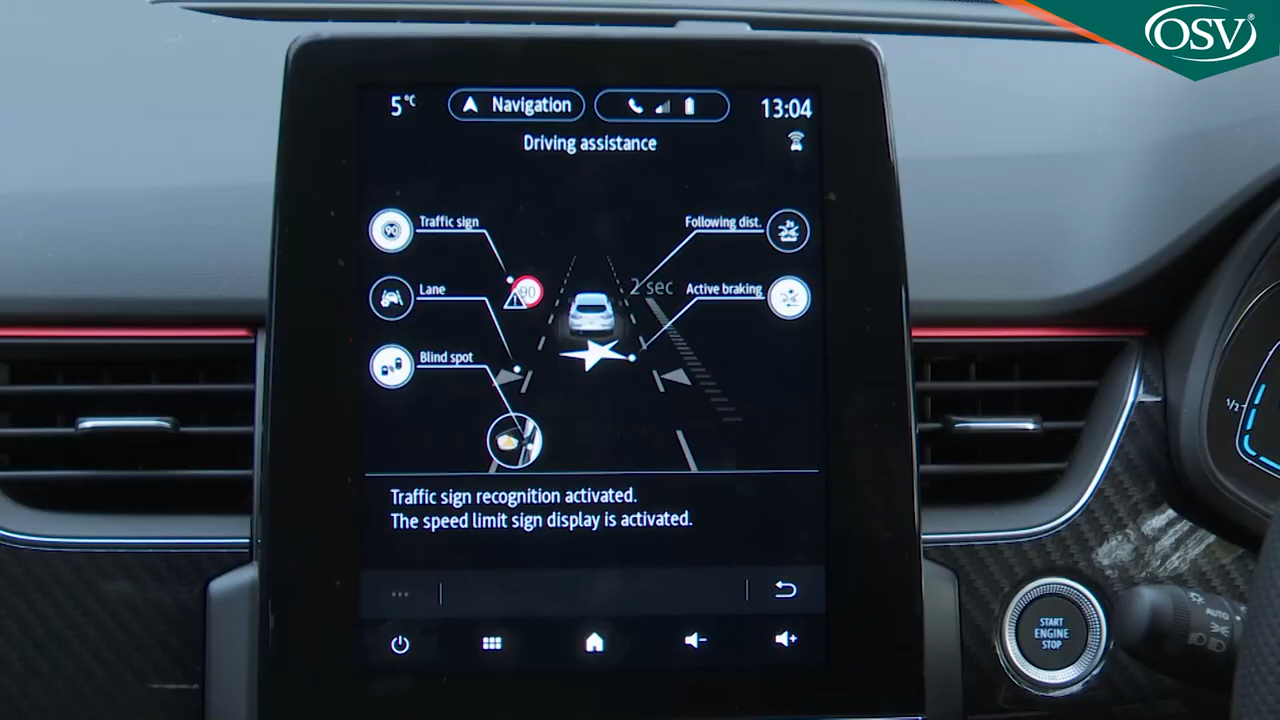 OSV®
5°C
Navigation
13:04
Driving assistance
90
Traffic sign
2s
Following dist.
Lane
90
2 sec
Active braking
Blind spot
Traffic sign recognition activated.
The speed limit sign display is activated.
1/2
START
ENGINE
STOP
AUTO